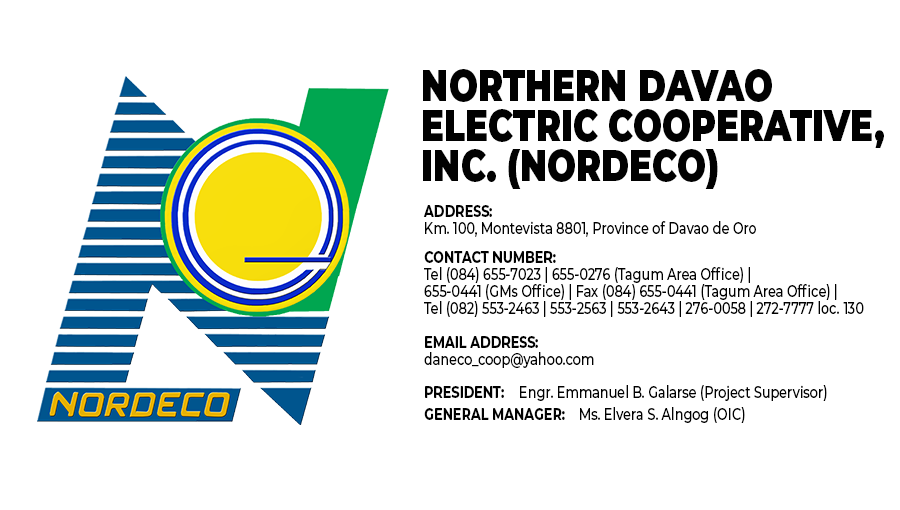 NORDECO
NORTHERN DAVAO
ELECTRIC COOPERATIVE,
INC. (NORDECO)
ADDRESS:
Km. 100, Montevista 8801, Province of Davao de Oro
CONTACT NUMBER:
Tel (084) 655-7023 | 655-0276 (Tagum Area Office) |
655-0441 (GMs Office) | Fax (084) 655-0441 (Tagum Area Office) |
Tel (082) 553-2463 | 553-2563 | 553-2643 | 276-0058 | 272-7777 loc. 130
EMAIL ADDRESS:
daneco_coop@yahoo.com
PRESIDENT: Engr. Emmanuel B. Galarse (Project Supervisor)
GENERAL MANAGER: Ms. Elvera S. Alngog (OIC)